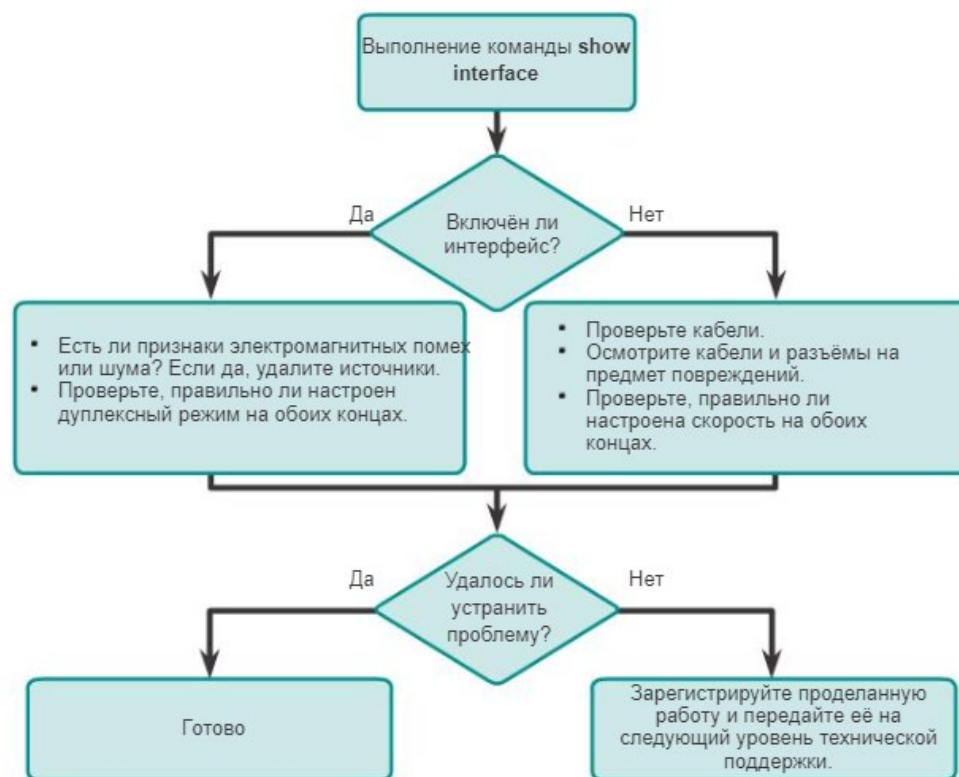 Выполнение команды show
interface
Да
Включён ли
интерфейс?
Нет
• Есть ли признаки электромагнитных помех
или шума? Если да, удалите источники.
• Проверьте, правильно ли настроен
дуплексный режим на обоих концах.
• Проверьте кабели.
• Осмотрите кабели и разъёмы на
предмет повреждений.
• Проверьте, правильно ли
настроена скорость на обоих
концах.
Да
Удалось ли
устранить
проблему?
Нет
Готово
Зарегистрируйте проделанную
работу и передайте её на
следующий уровень технической
поддержки.